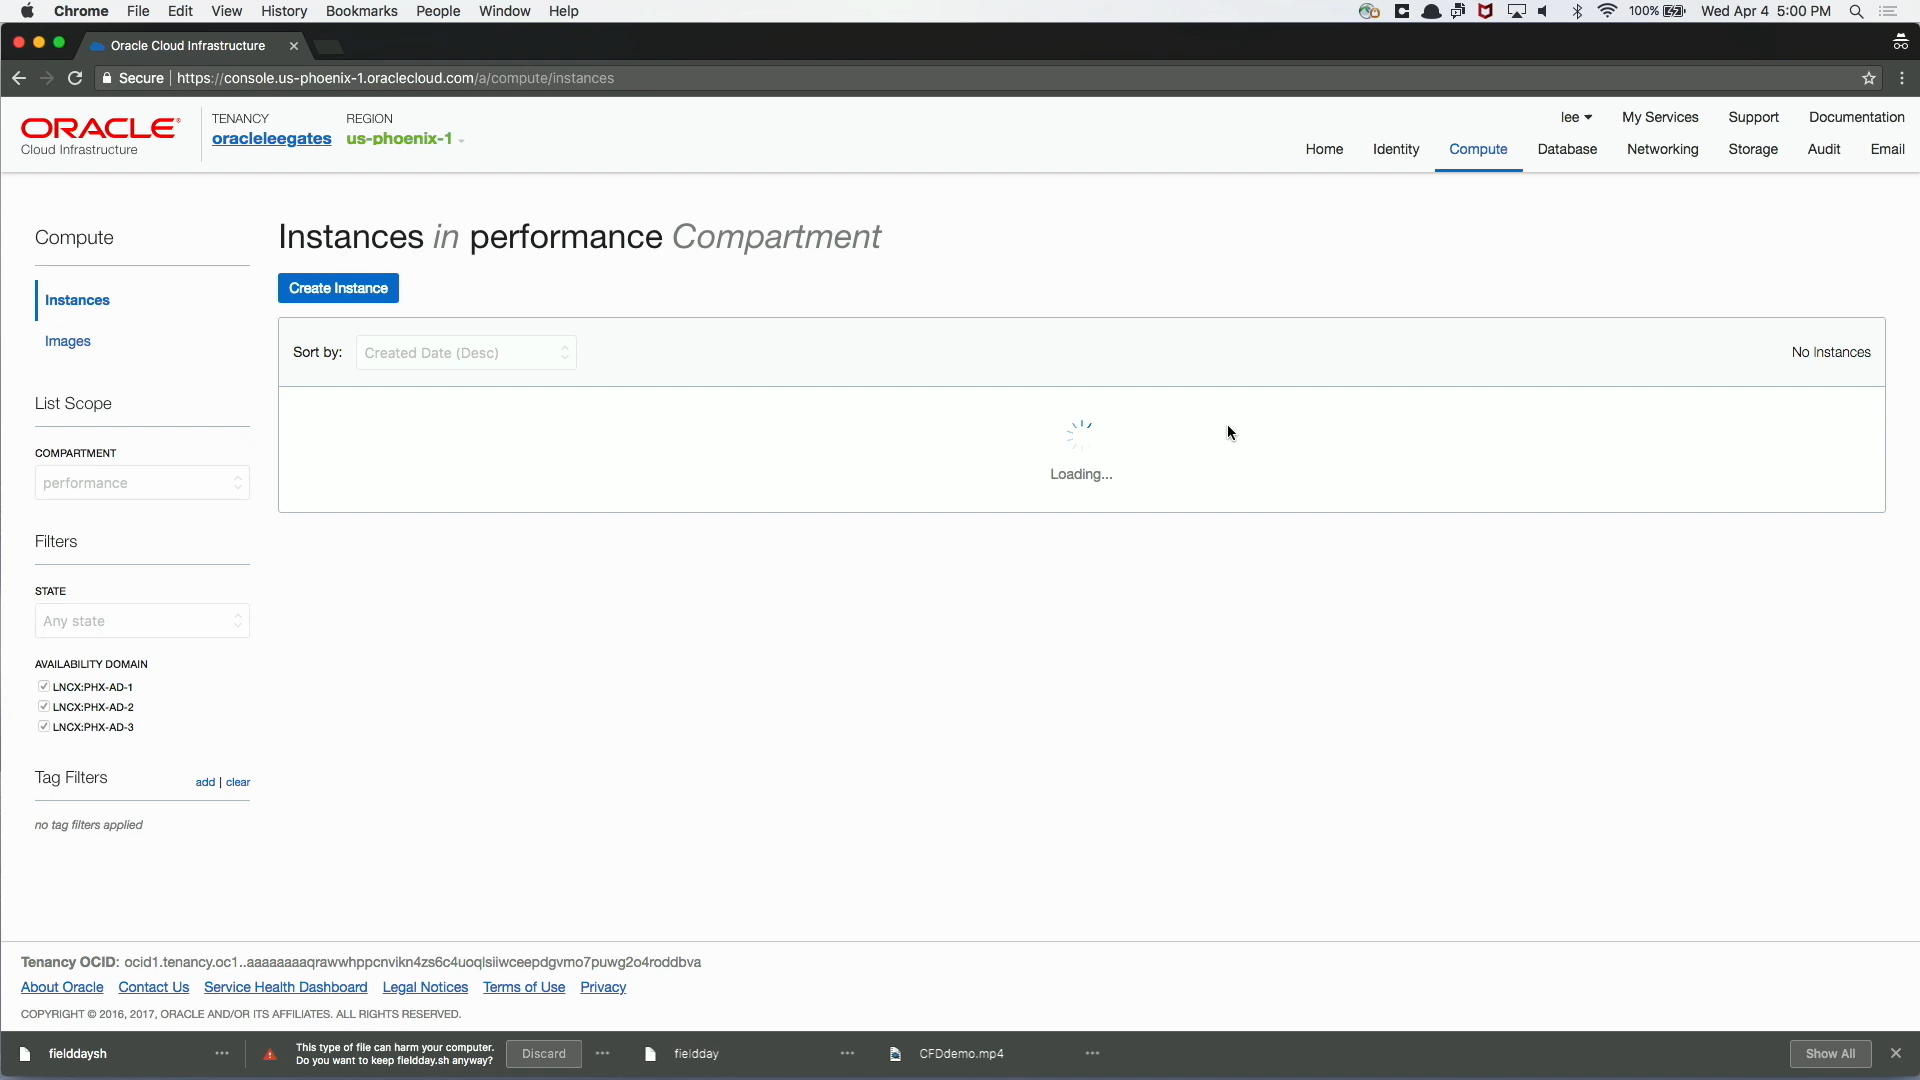 Chrome File Edit View History Bookmarks People Window Help
100% Wed Apr 4 5:00 PM
Oracle Cloud Infrastructure
Secure https://console.us-phoenix-1.oraclecloud.com/a/compute/instances
ORACLE
Cloud Infrastructure
TENANCY
oracleleegates
REGION
us-phoenix-1
lee My Services Support Documentation
Home Identity Compute Database Networking Storage Audit Email
Compute
Instances
Images
List Scope
COMPARTMENT
performance
Filters
STATE
Any state
AVAILABILITY DOMAIN
LNCX:PHX-AD-1
LNCX:PHX-AD-2
LNCX:PHX-AD-3
Tag Filters add | clear
no tag filters applied
Instances in performance Compartment
Create Instance
Sort by: Created Date (Desc) No Instances
Loading...
Tenancy OCID: ocid1.tenancy.oc1..aaaaaaaaqrawwhppcnvikn4zs6c4uoqlsiiwceepdgvmo7puwg2o4roddbva
About Oracle Contact Us Service Health Dashboard Legal Notices Terms of Use Privacy
COPYRIGHT © 2016, 2017, ORACLE AND/OR ITS AFFILIATES. ALL RIGHTS RESERVED.
fielddaysh
This type of file can harm your computer.
Do you want to keep fieldday.sh anyway?
Discard
fieldday
CFDdemo.mp4
Show All